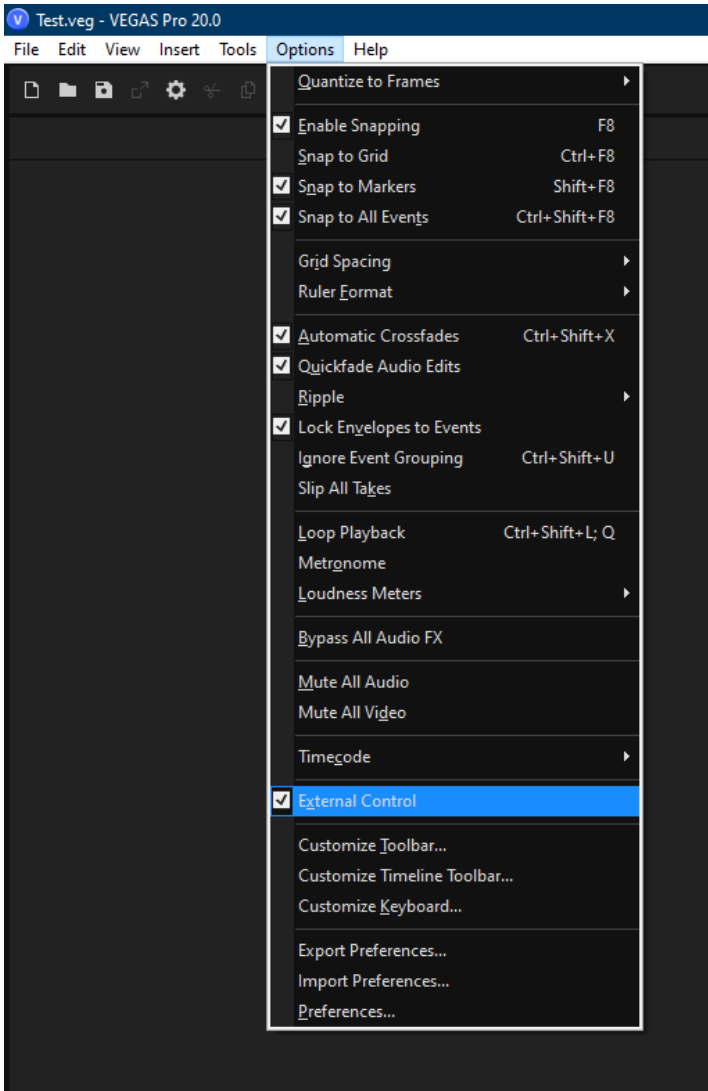 V Test.veg - VEGAS Pro 20.0
File Edit View Insert Tools Options Help
Quantize to Frames
Enable Snapping F8
Snap to Grid Ctrl+F8
Snap to Markers Shift+F8
Snap to All Events Ctrl+Shift+F8
Grid Spacing
Ruler Format
Automatic Crossfades Ctrl+Shift+X
Quickfade Audio Edits
Ripple
Lock Envelopes to Events
Ignore Event Grouping Ctrl+Shift+U
Slip All Takes
Loop Playback Ctrl+Shift+L; Q
Metronome
Loudness Meters
Bypass All Audio FX
Mute All Audio
Mute All Video
Timecode
External Control
Customize Toolbar...
Customize Timeline Toolbar...
Customize Keyboard...
Export Preferences...
Import Preferences...
Preferences...